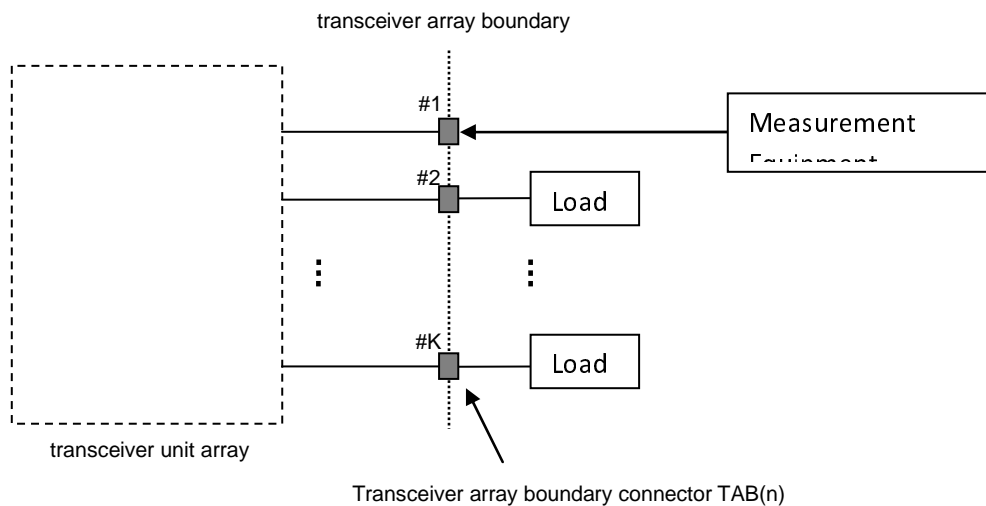 transceiver array boundary
#1
Measurement
#2
Load
#K
Load
transceiver unit array
Transceiver array boundary connector TAB(n)